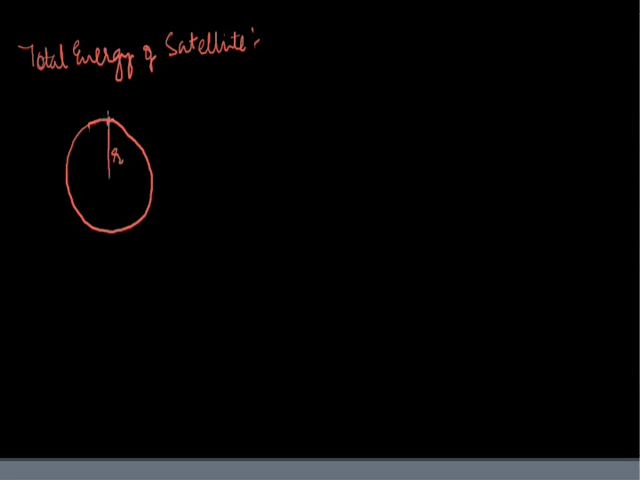 Total Energy of Satellite :-
r